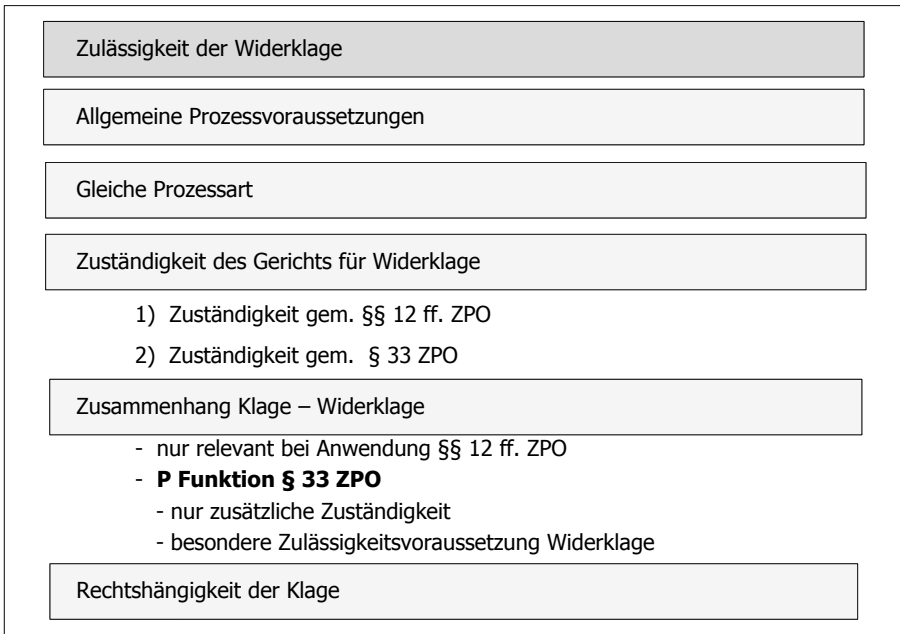 Zulässigkeit der Widerklage
Allgemeine Prozessvoraussetzungen
Gleiche Prozessart
Zuständigkeit des Gerichts für Widerklage
1) Zuständigkeit gem. §§ 12 ff. ZPO
2) Zuständigkeit gem. § 33 ZPO
Zusammenhang Klage – Widerklage
- nur relevant bei Anwendung §§ 12 ff. ZPO
- P Funktion § 33 ZPO
- nur zusätzliche Zuständigkeit
- besondere Zulässigkeitsvoraussetzung Widerklage
Rechtshängigkeit der Klage